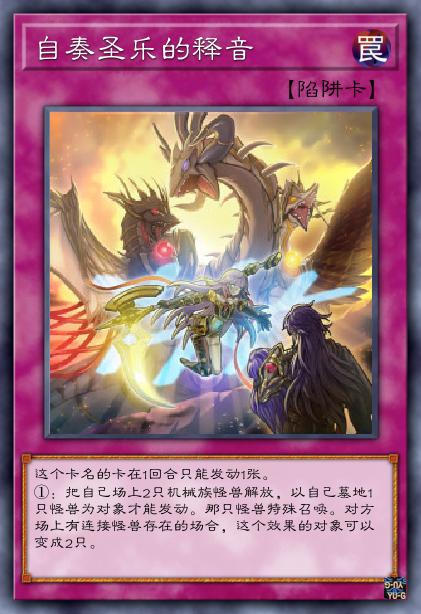 自奏圣乐的释音
罠
【陷阱卡】
这个卡名的卡在1回合只能发动1张。
①：把自己场上2只机械族怪兽解放，以自己墓地1
只怪兽为对象才能发动。那只怪兽特殊召唤。对方
场上有连接怪兽存在的场合，这个效果的对象可以
变成2只。